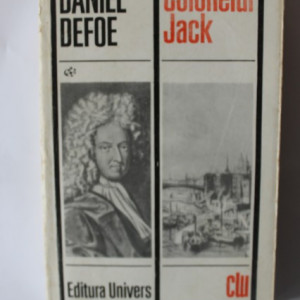 DANIEL
DEFOE
Colonelul
Jack
Editura Univers
clu